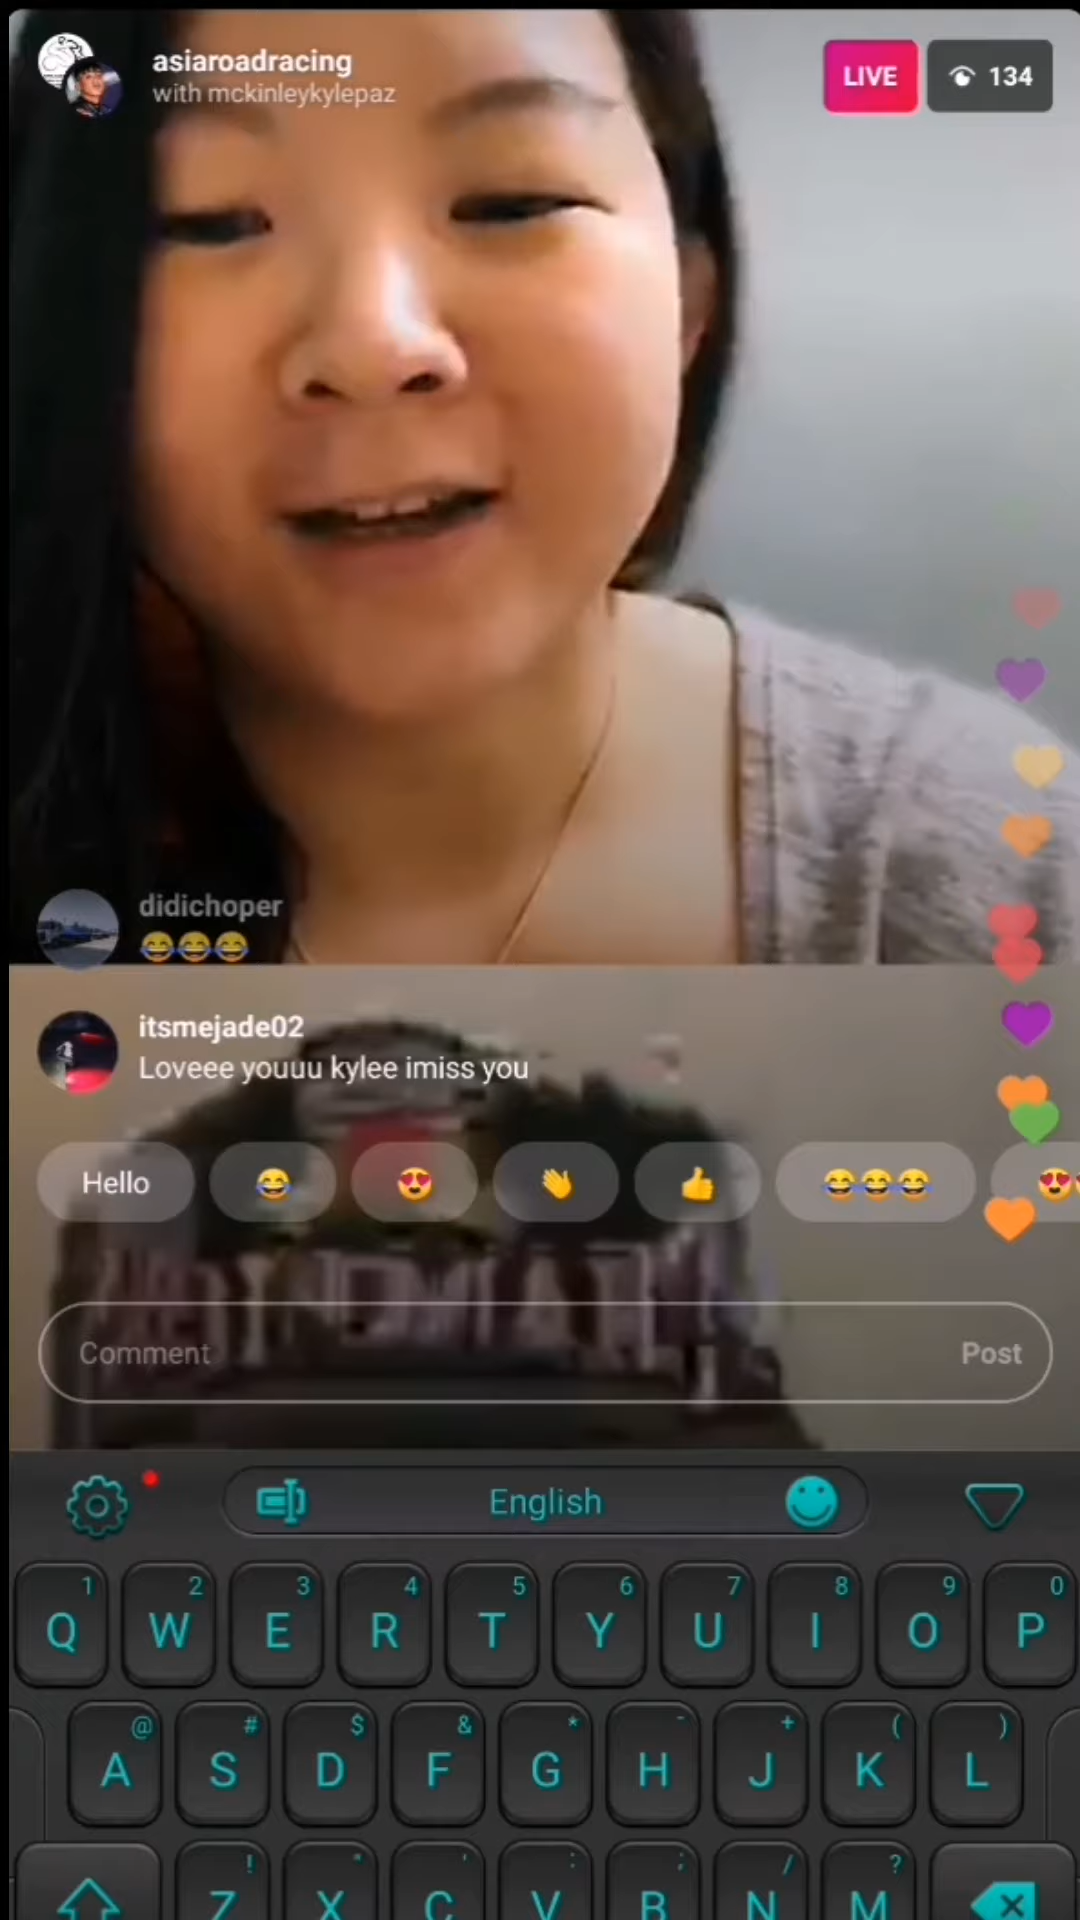 asiaroadracing
with mckinleykylepaz
LIVE
134
didichoper
😂😂😂
itsmejade02
Loveee youuu kylee imiss you
Hello 😂 😍 👋 👍 😂😂😂 😍
Comment
Post
English
1 2 3 4 5 6 7 8 9 0
Q W E R T Y U I O P
@ # $ & * - + ( )
A S D F G H J K L
! " ' : ; / ?
Z X C V B N M